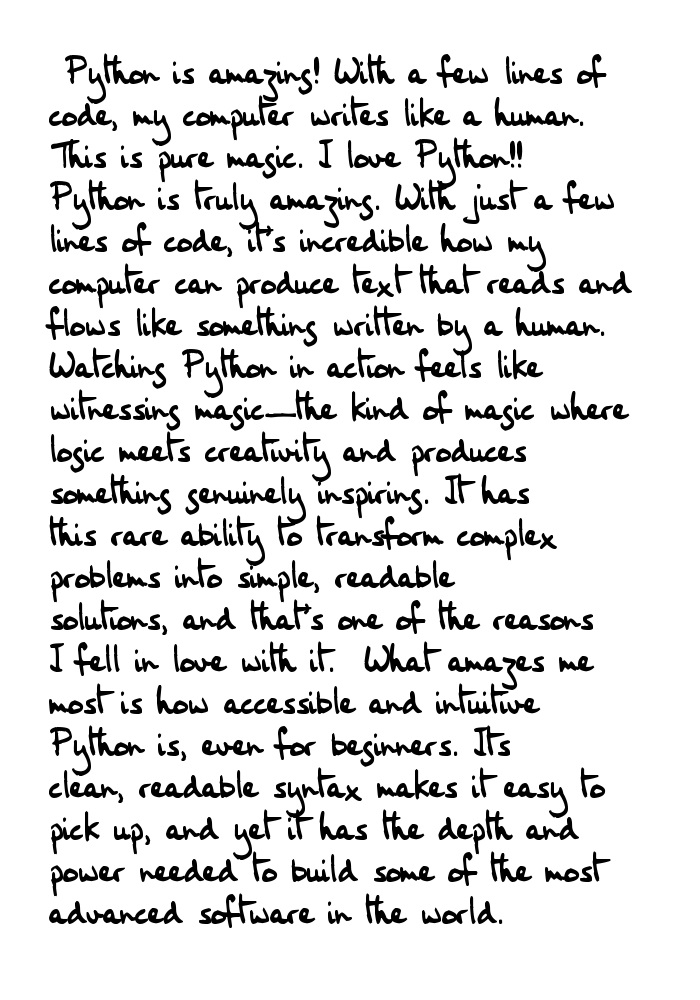 Python is amazing! With a few lines of
code, my computer writes like a human.
This is pure magic. I love Python!!
Python is truly amazing. With just a few
lines of code, it's incredible how my
computer can produce text that reads and
flows like something written by a human.
Watching Python in action feels like
witnessing magic—the kind of magic where
logic meets creativity and produces
something genuinely inspiring. It has
this rare ability to transform complex
problems into simple, readable
solutions, and that's one of the reasons
I fell in love with it. What amazes me
most is how accessible and intuitive
Python is, even for beginners. Its
clean, readable syntax makes it easy to
pick up, and yet it has the depth and
power needed to build some of the most
advanced software in the world.